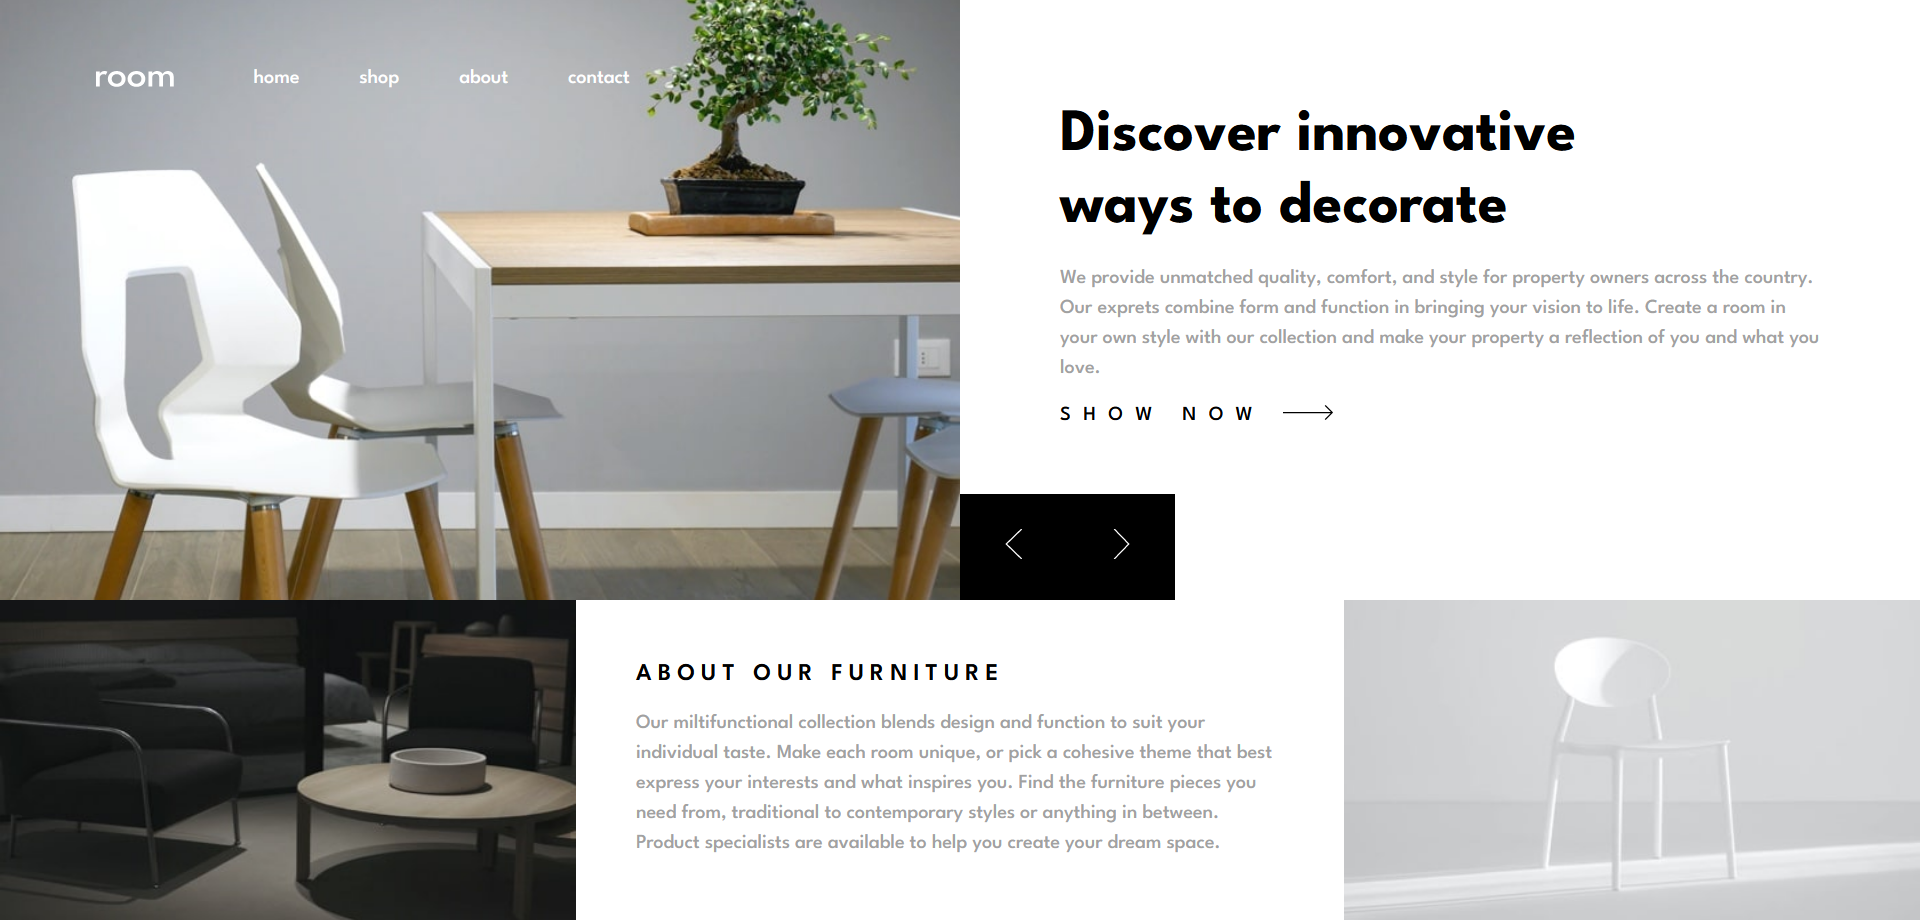 room
home shop about contact
Discover innovative
ways to decorate
We provide unmatched quality, comfort, and style for property owners across the country.
Our exprets combine form and function in bringing your vision to life. Create a room in
your own style with our collection and make your property a reflection of you and what you
love.
SHOW NOW
ABOUT OUR FURNITURE
Our miltifunctional collection blends design and function to suit your
individual taste. Make each room unique, or pick a cohesive theme that best
express your interests and what inspires you. Find the furniture pieces you
need from, traditional to contemporary styles or anything in between.
Product specialists are available to help you create your dream space.